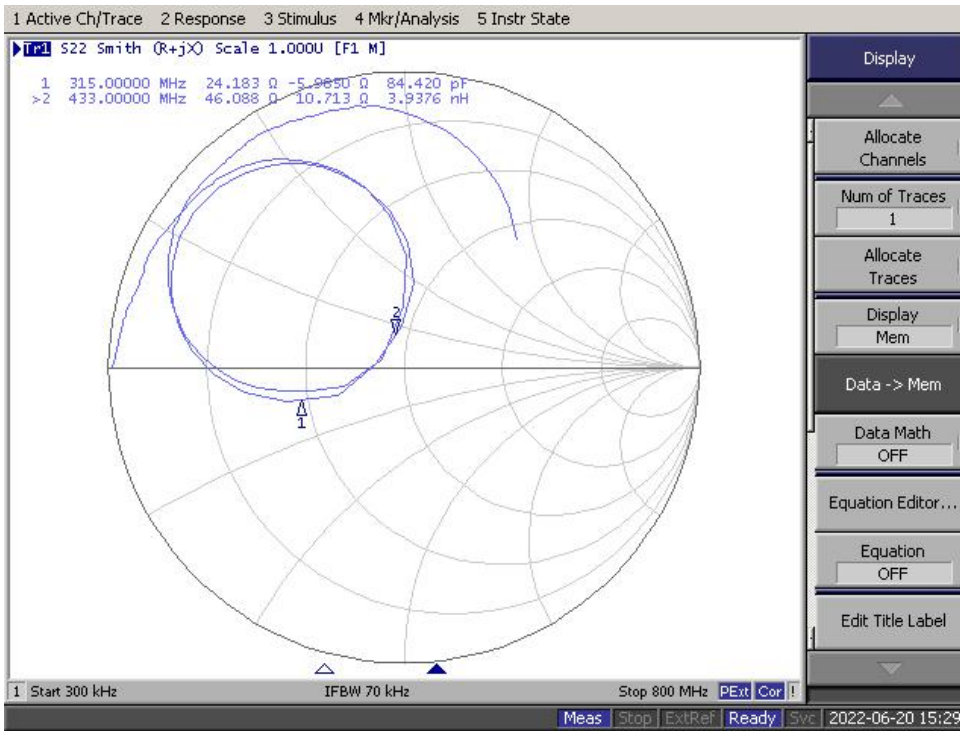 1 Active Ch/Trace 2 Response 3 Stimulus 4 Mkr/Analysis 5 Instr State
Tr1 S22 Smith (R+jX) Scale 1.000U [F1 M]
1 315.00000 MHz 24.183 Ω -5.9850 Ω 84.420 pF
>2 433.00000 MHz 46.088 Ω 10.713 Ω 3.9376 nH
2
1
1 Start 300 kHz IFBW 70 kHz Stop 800 MHz PExt Cor !
Display
Allocate
Channels
Num of Traces
1
Allocate
Traces
Display
Mem
Data -> Mem
Data Math
OFF
Equation Editor...
Equation
OFF
Edit Title Label
Meas Stop ExtRef Ready Svc 2022-06-20 15:29